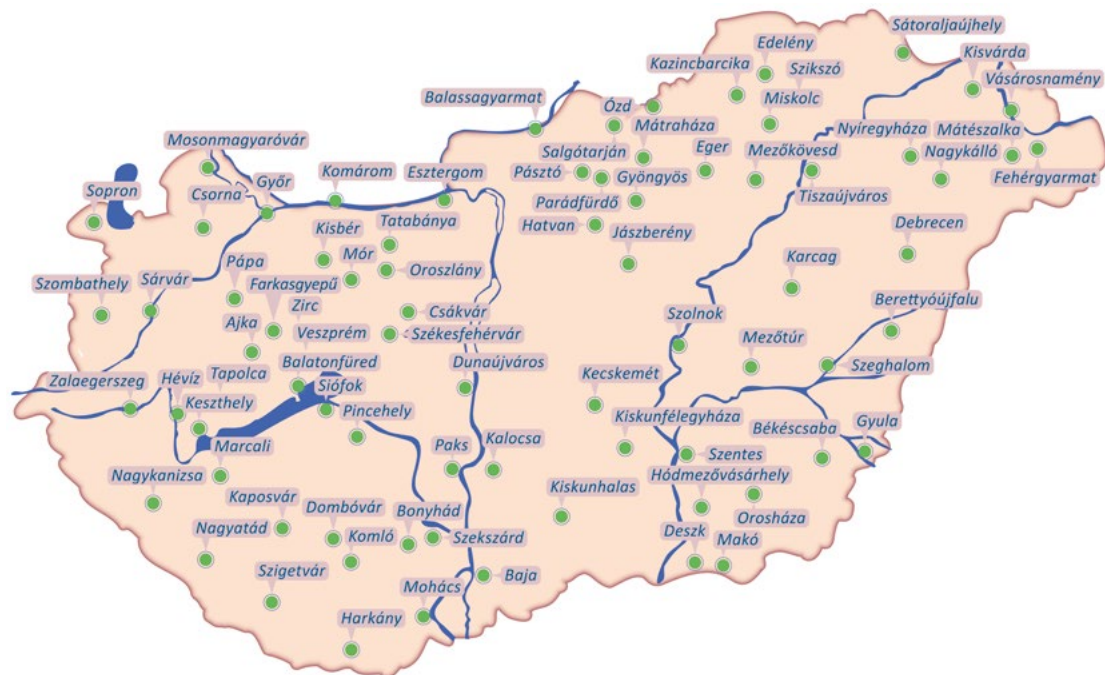 Sátoraljaújhely
Edelény
Kisvárda
Kazincbarcika
Szikszó
Vásárosnamény
Balassagyarmat
Ózd
Miskolc
Mátraháza
Nyíregyháza
Mátészalka
Mosonmagyaróvár
Salgótarján
Eger
Mezőkövesd
Nagykálló
Komárom
Esztergom
Pásztó
Gyöngyös
Fehérgyarmat
Sopron
Csorna
Győr
Parádfürdő
Tiszaújváros
Tatabánya
Hatvan
Kisbér
Jászberény
Debrecen
Mór
Oroszlány
Karcag
Pápa
Szombathely
Sárvár
Farkasgyepű
Zirc
Csákvár
Berettyóújfalu
Ajka
Veszprém
Székesfehérvár
Szolnok
Mezőtúr
Zalaegerszeg
Hévíz
Tapolca
Balatonfüred
Dunaújváros
Szeghalom
Siófok
Kecskemét
Keszthely
Pincehely
Kiskunfélegyháza
Békéscsaba
Gyula
Marcali
Paks
Kalocsa
Szentes
Nagykanizsa
Hódmezővásárhely
Kaposvár
Kiskunhalas
Dombóvár
Bonyhád
Orosháza
Nagyatád
Komló
Szekszárd
Deszk
Makó
Szigetvár
Baja
Mohács
Harkány